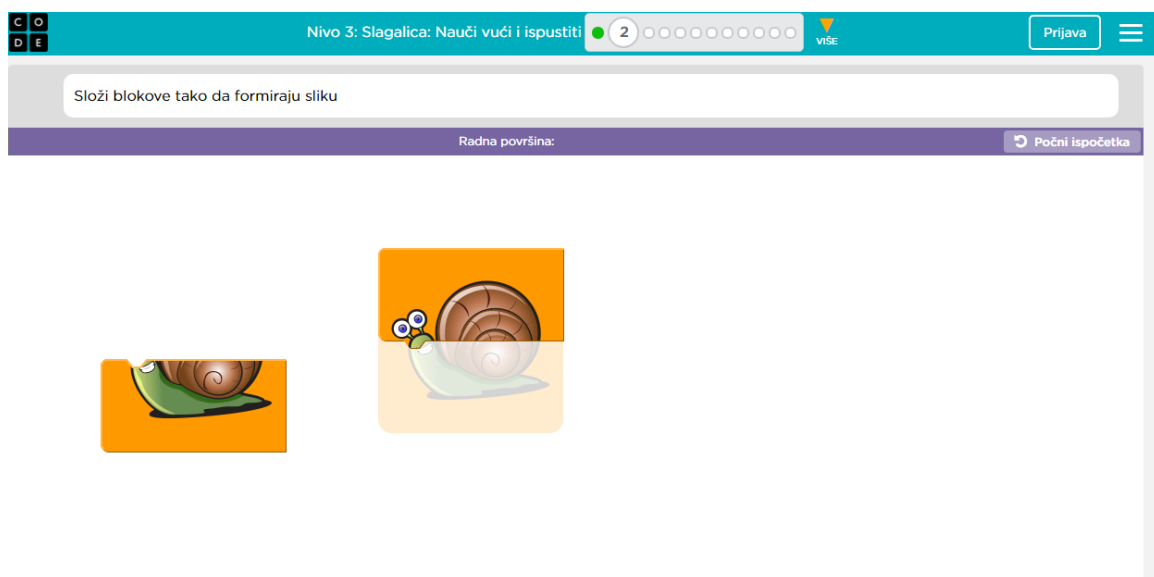 CODE
Nivo 3: Slagalica: Nauči vući i ispustiti
2
VIŠE
Prijava
Složi blokove tako da formiraju sliku
Radna površina:
Počni ispočetka